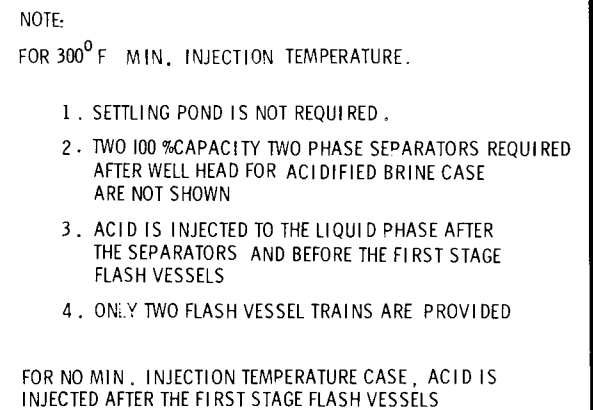 NOTE:
FOR 300⁰ F MIN. INJECTION TEMPERATURE.
1. SETTLING POND IS NOT REQUIRED.
2. TWO 100 %CAPACITY TWO PHASE SEPARATORS REQUIRED
AFTER WELL HEAD FOR ACIDIFIED BRINE CASE
ARE NOT SHOWN
3. ACID IS INJECTED TO THE LIQUID PHASE AFTER
THE SEPARATORS AND BEFORE THE FIRST STAGE
FLASH VESSELS
4. ONLY TWO FLASH VESSEL TRAINS ARE PROVIDED
FOR NO MIN. INJECTION TEMPERATURE CASE, ACID IS
INJECTED AFTER THE FIRST STAGE FLASH VESSELS